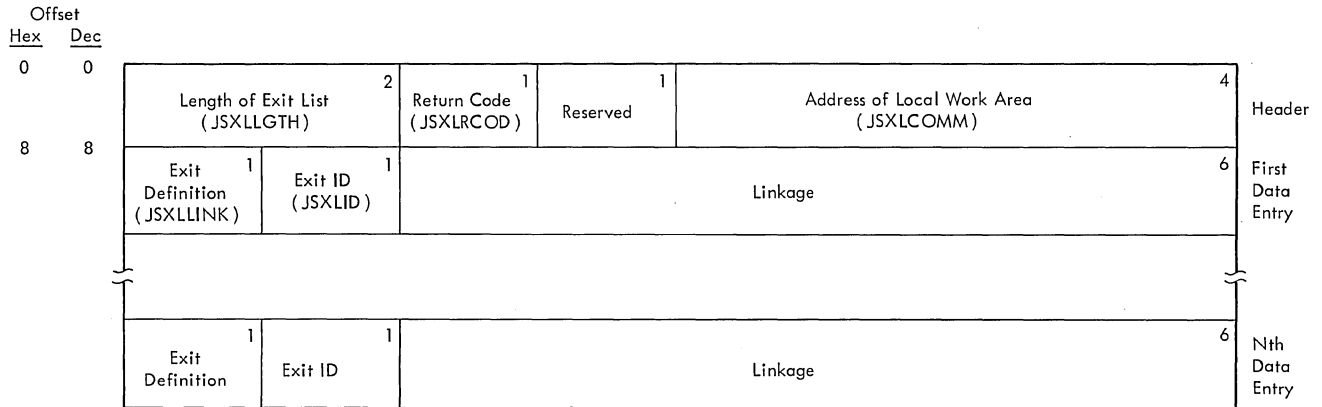 Offset
Hex Dec
0 0
Length of Exit List 2
(JSXLLGTH)
Return Code 1
(JSXLRCOD)
Reserved 1
Address of Local Work Area 4
(JSXLCOMM)
Header
8 8
Exit 1
Definition
(JSXLLINK)
Exit ID 1
(JSXLID)
Linkage 6
First
Data
Entry
Exit 1
Definition
Exit ID 1
Linkage 6
Nth
Data
Entry